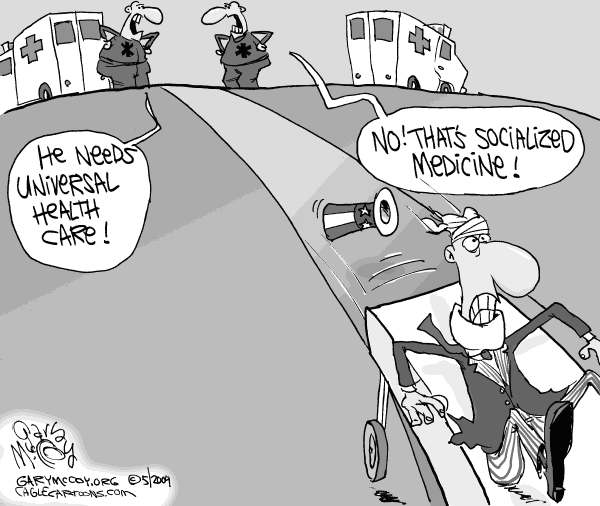 He needs
universal
health
care!
No! That's socialized
medicine!
Gary
McCoy
GARYMCCOY.ORG ©5/2009
CAGLECARTOONS.COM